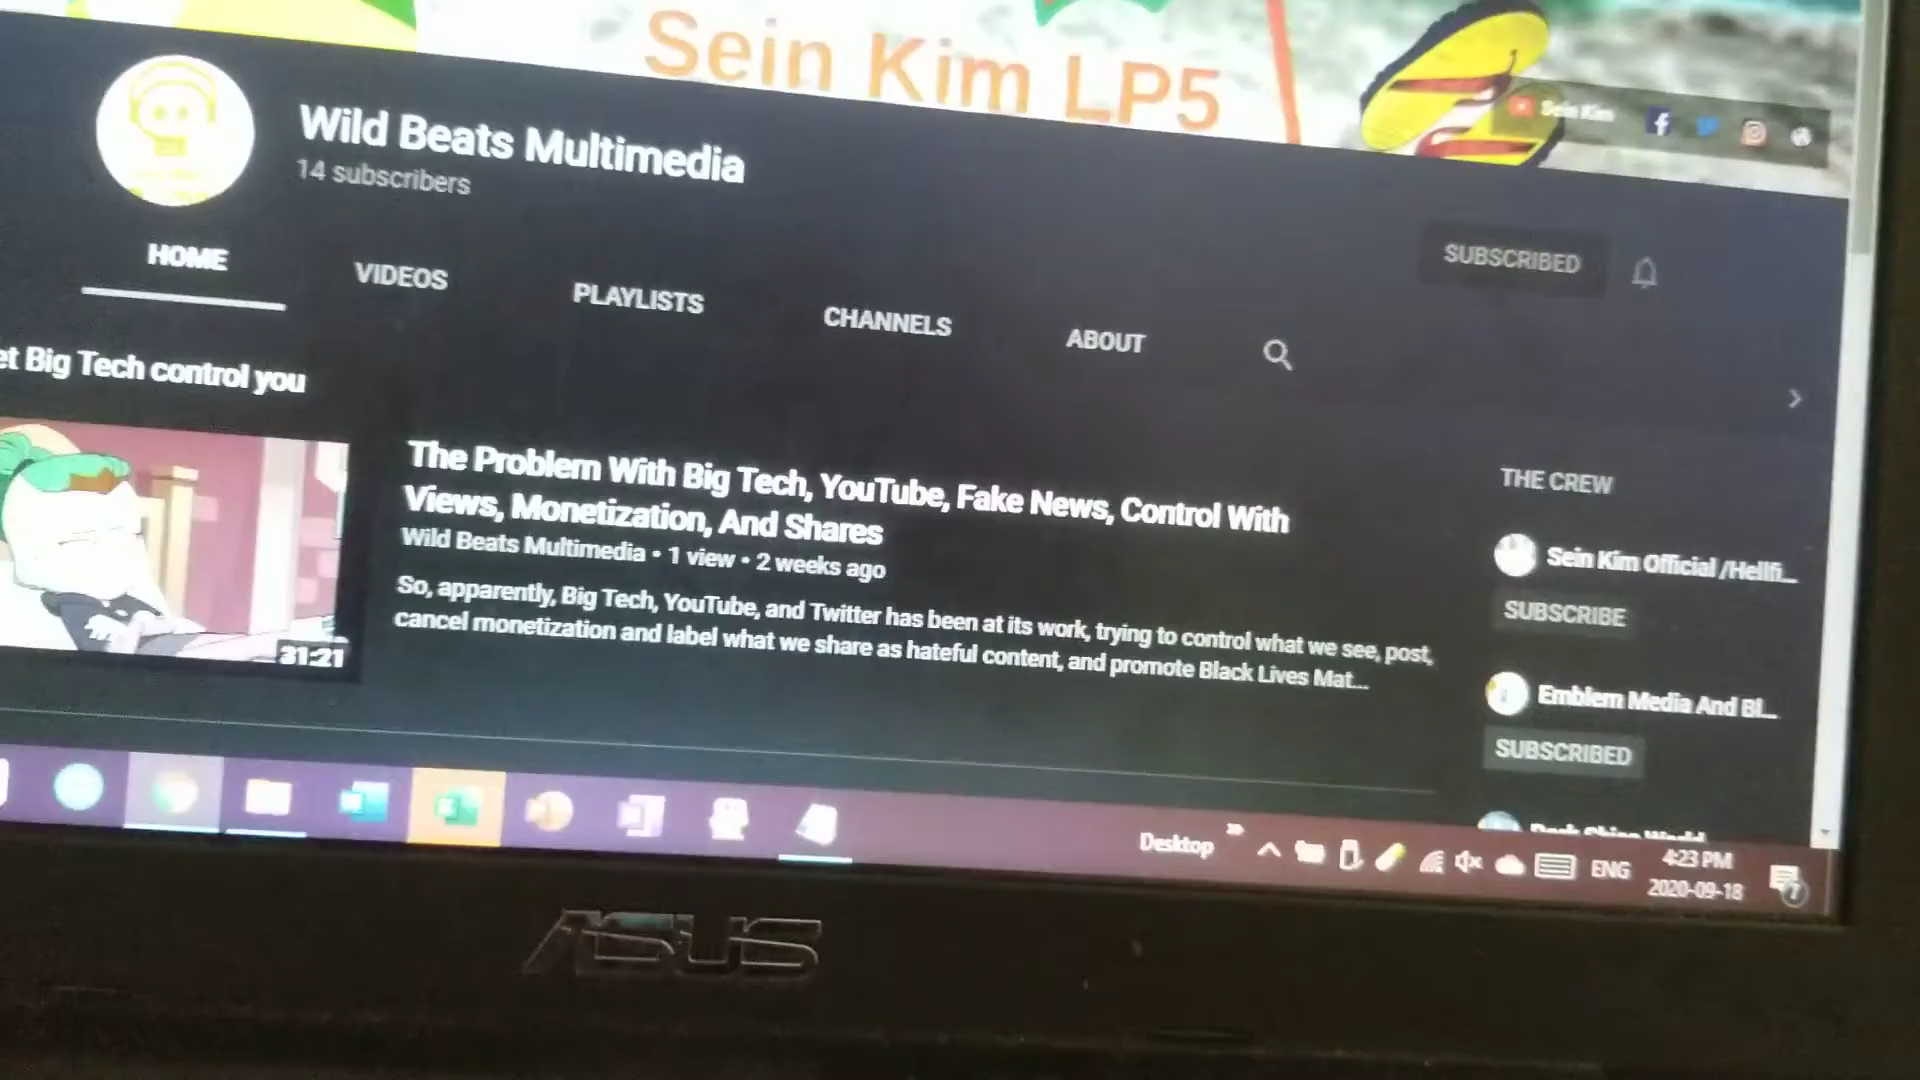 Sein Kim LP5
Sein Kim
Wild Beats Multimedia
14 subscribers
SUBSCRIBED
HOME
VIDEOS
PLAYLISTS
CHANNELS
ABOUT
et Big Tech control you
The Problem With Big Tech, YouTube, Fake News, Control With
Views, Monetization, And Shares
Wild Beats Multimedia • 1 view • 2 weeks ago
So, apparently, Big Tech, YouTube, and Twitter has been at its work, trying to control what we see, post,
cancel monetization and label what we share as hateful content, and promote Black Lives Mat...
31:21
THE CREW
Sein Kim Official /Hellfi...
SUBSCRIBE
Emblem Media And Bl...
SUBSCRIBED
Desktop
ENG
4:23 PM
2020-09-18
ASUS